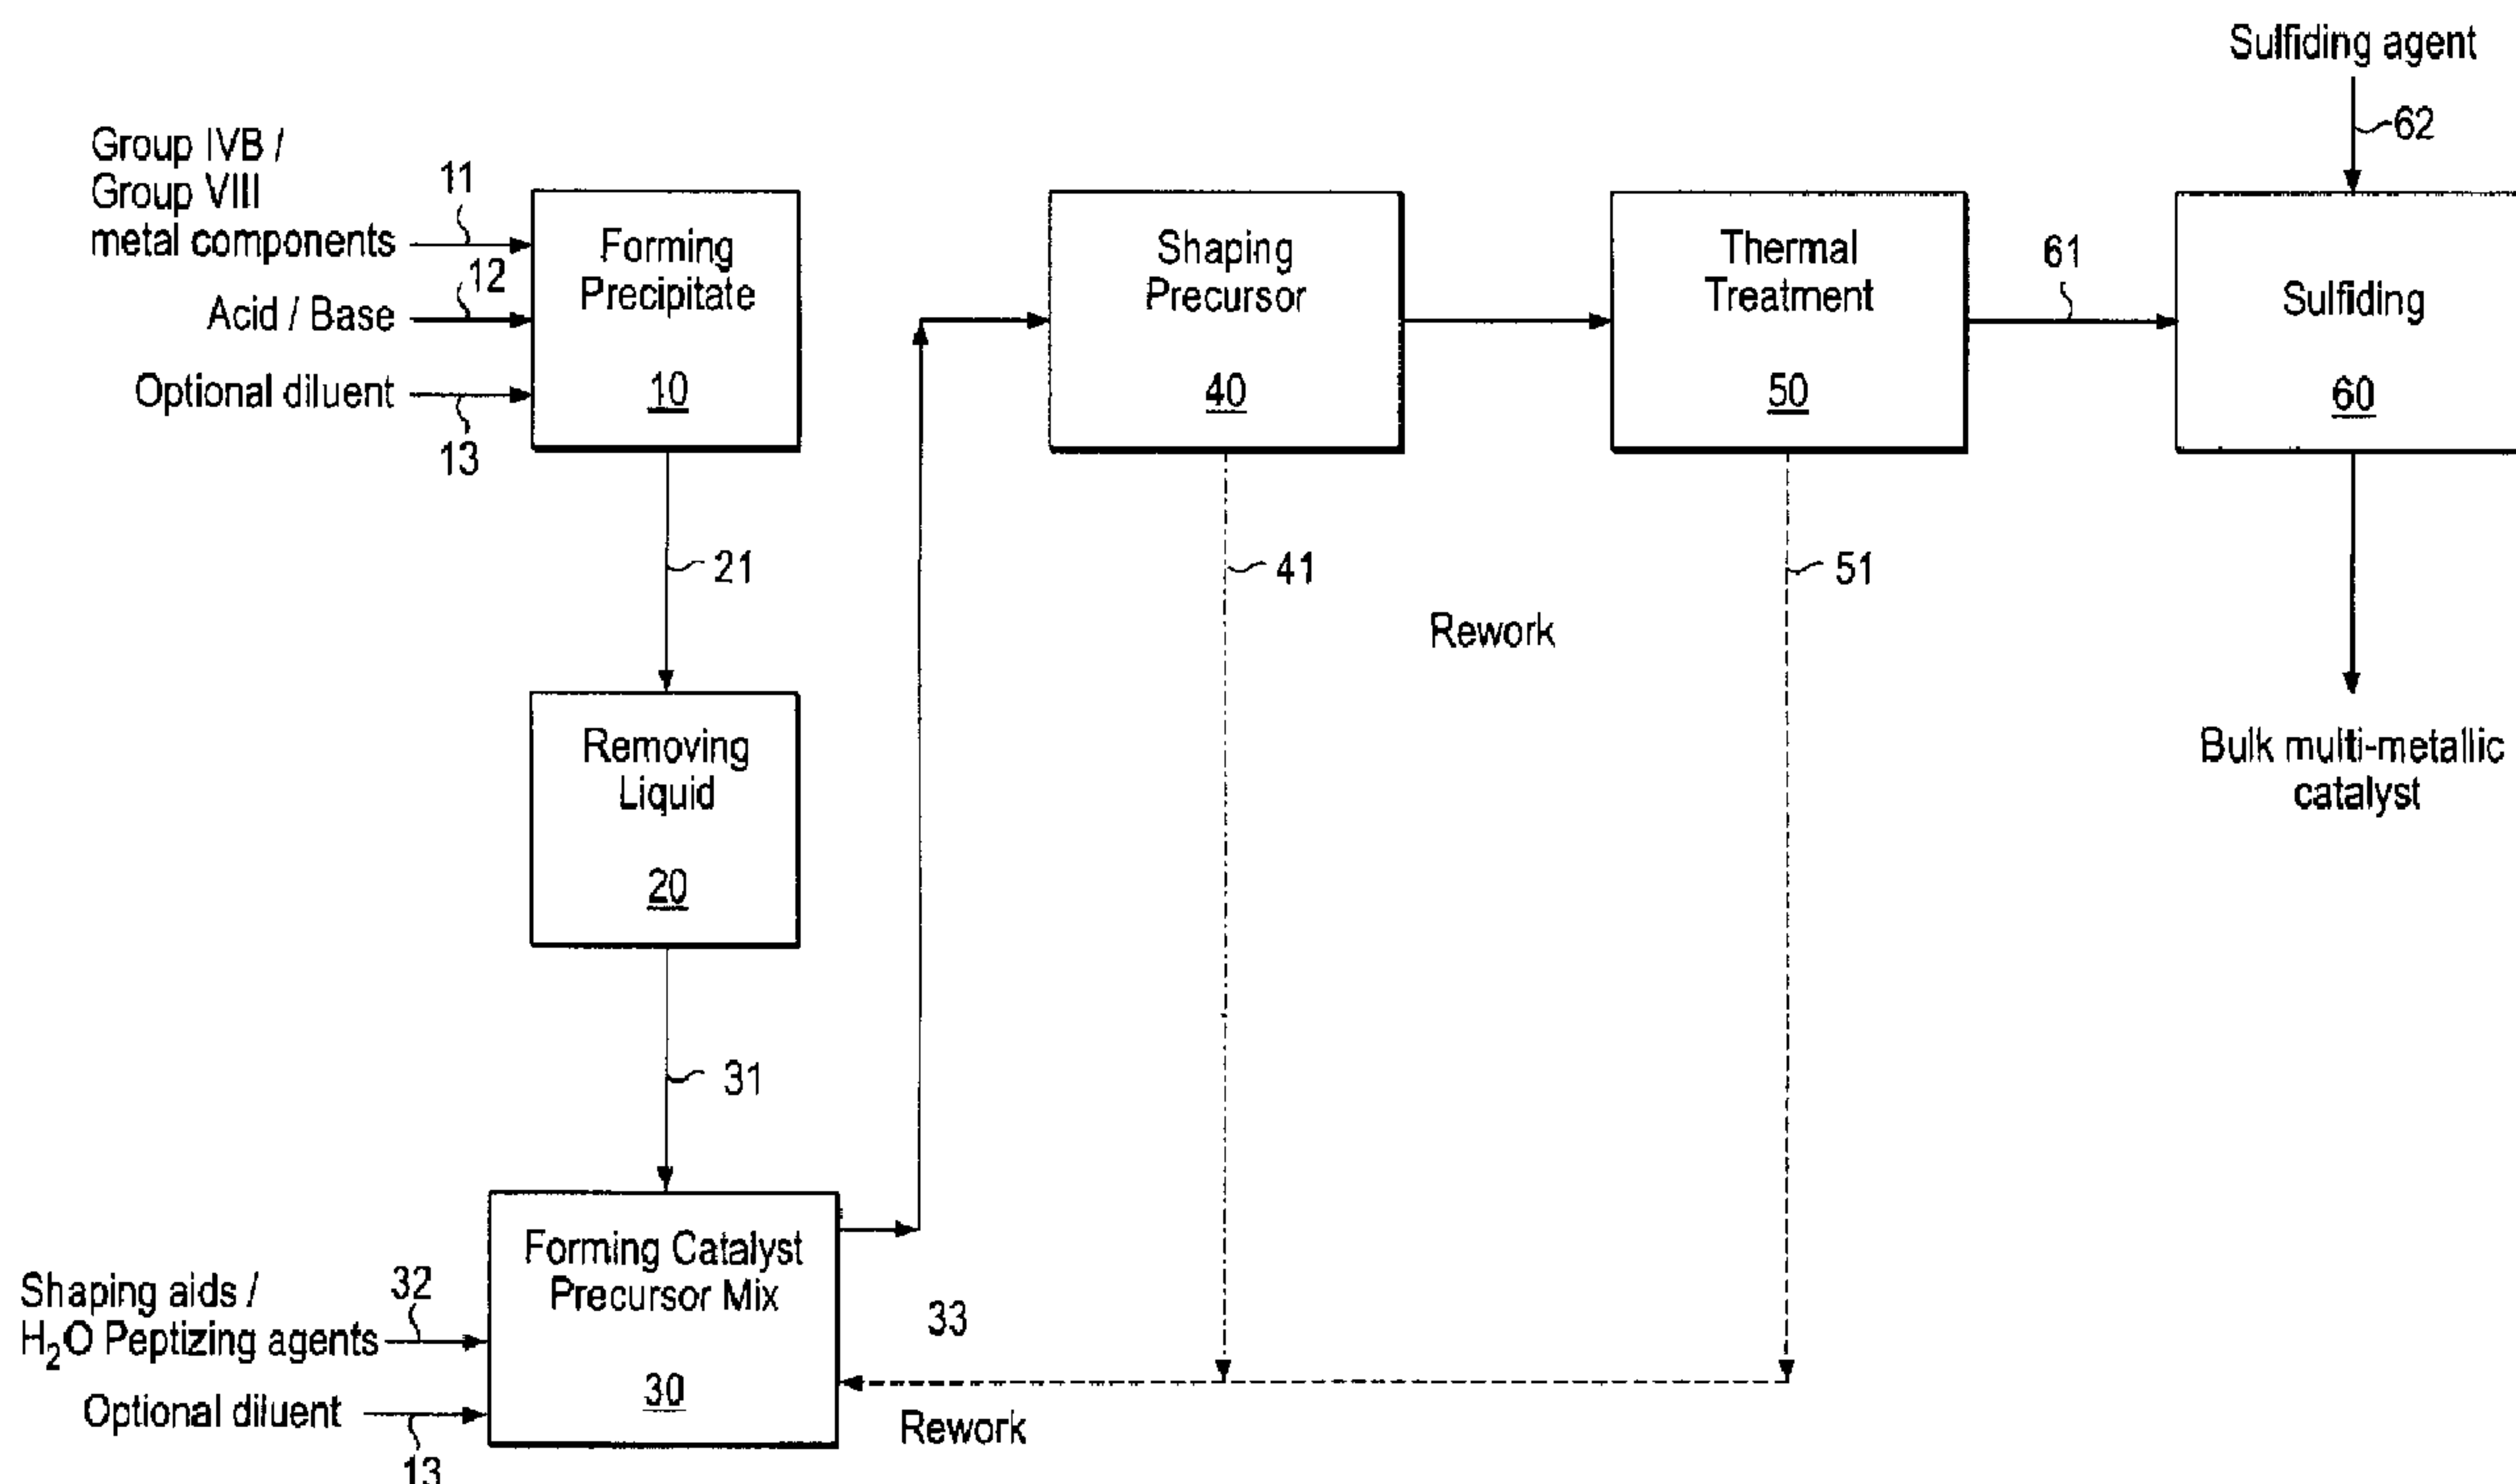 Sulfiding agent
62
Group IVB /
Group VIII
metal components
11
Acid / Base
12
Optional diluent
13
Forming
Precipitate
10
Shaping
Precursor
40
Thermal
Treatment
50
61
Sulfiding
60
21
41
51
Rework
Removing
Liquid
20
Bulk multi-metallic
catalyst
31
Forming Catalyst
Precursor Mix
30
Shaping aids /
H₂O Peptizing agents
32
Optional diluent
13
33
Rework